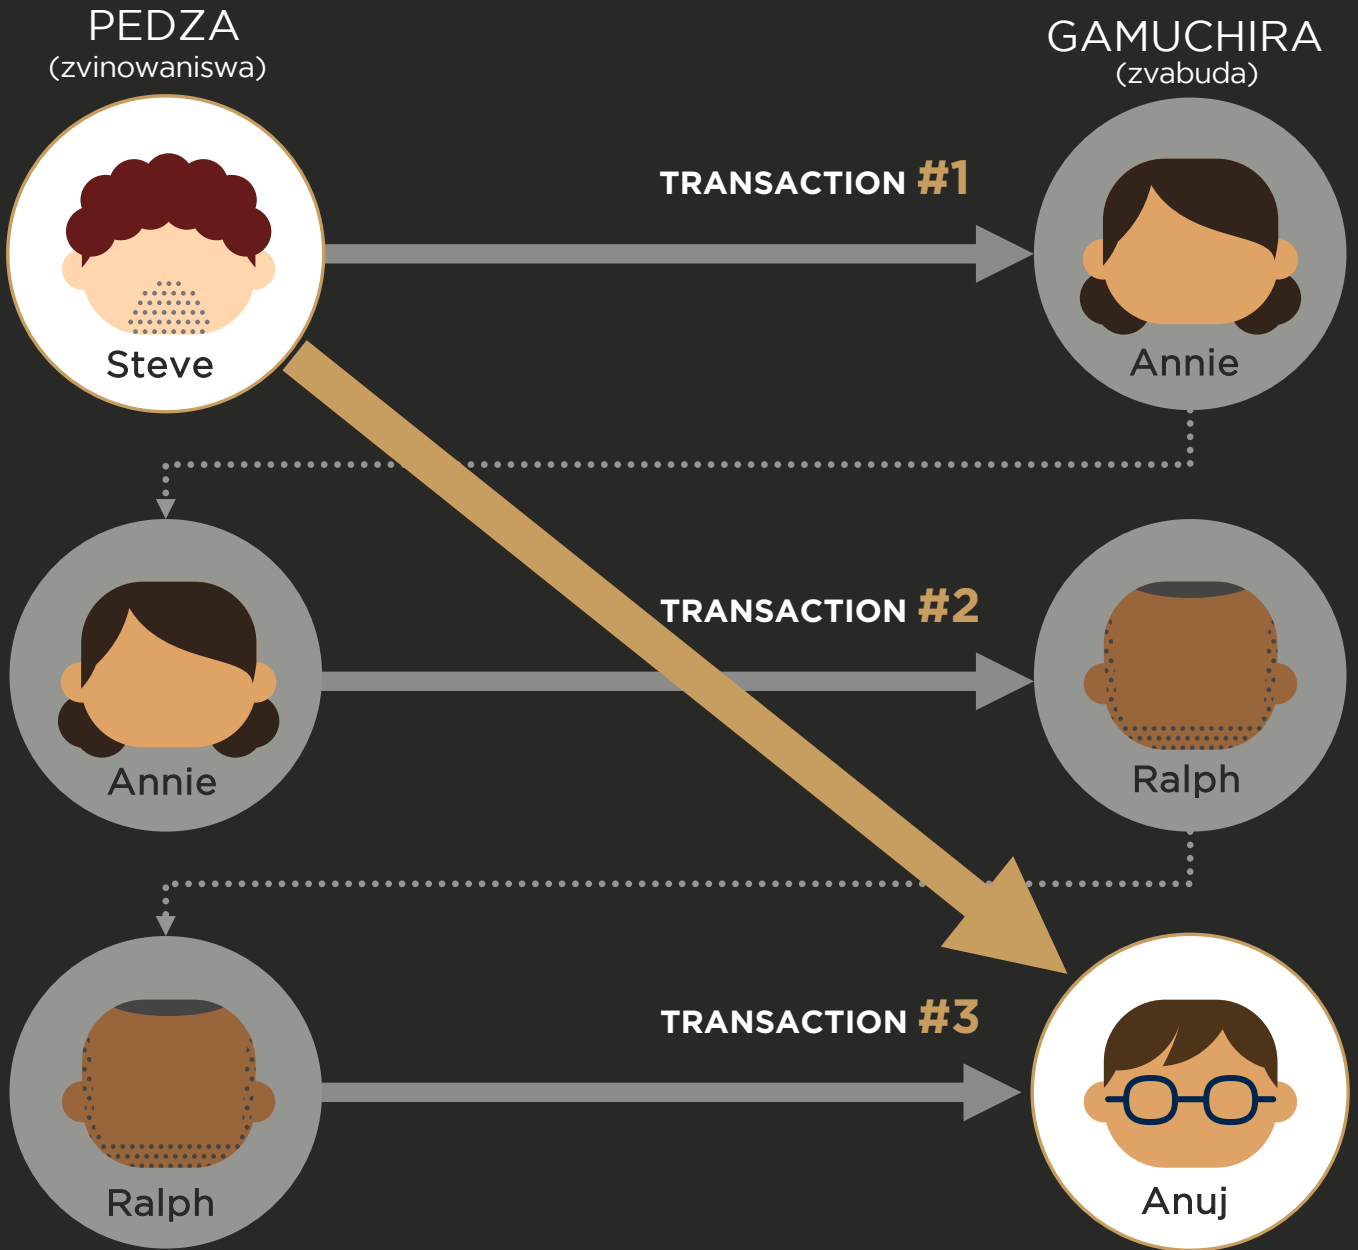 PEDZA
(zvinowaniswa)
GAMUCHIRA
(zvabuda)
TRANSACTION #1
Steve
Annie
TRANSACTION #2
Annie
Ralph
TRANSACTION #3
Ralph
Anuj